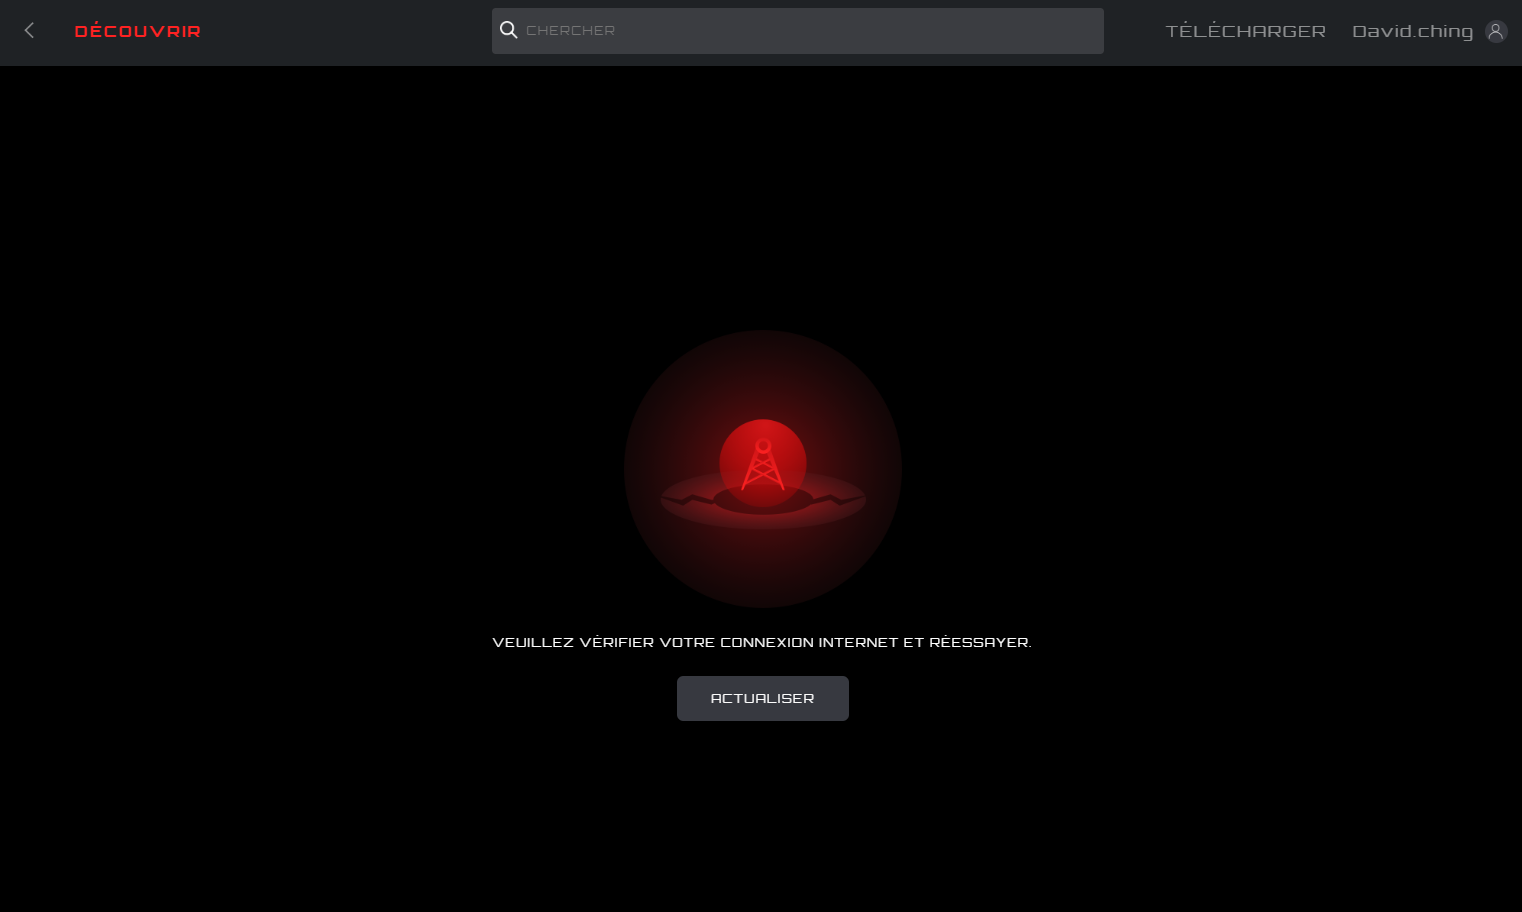 DÉCOUVRIR
CHERCHER
TÉLÉCHARGER
David.ching
VEUILLEZ VÉRIFIER VOTRE CONNEXION INTERNET ET RÉESSAYER.
ACTUALISER